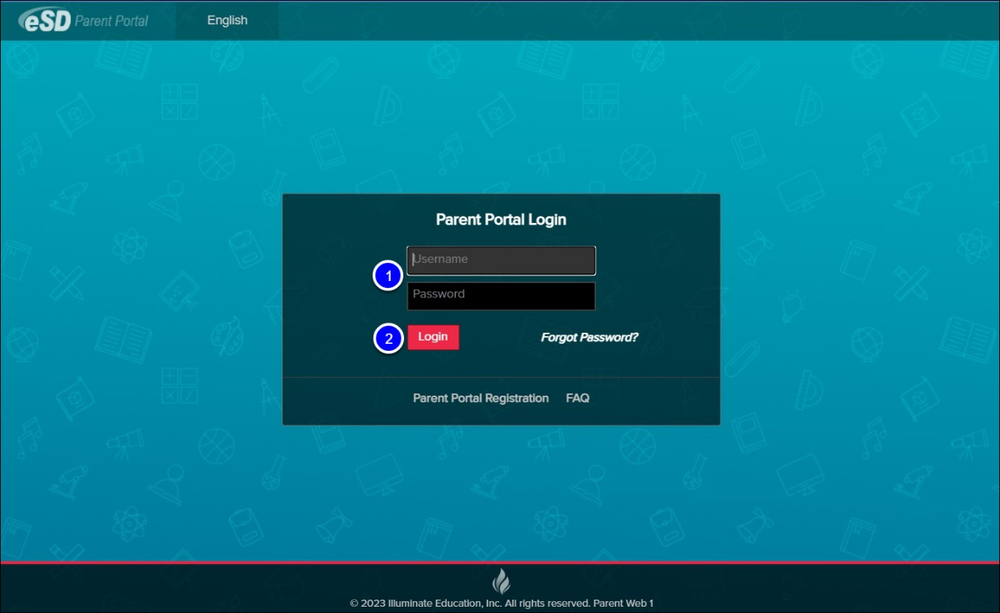 eSD Parent Portal English
Parent Portal Login
Username
1
Password
2 Login Forgot Password?
Parent Portal Registration FAQ
© 2023 Illuminate Education, Inc. All rights reserved. Parent Web 1